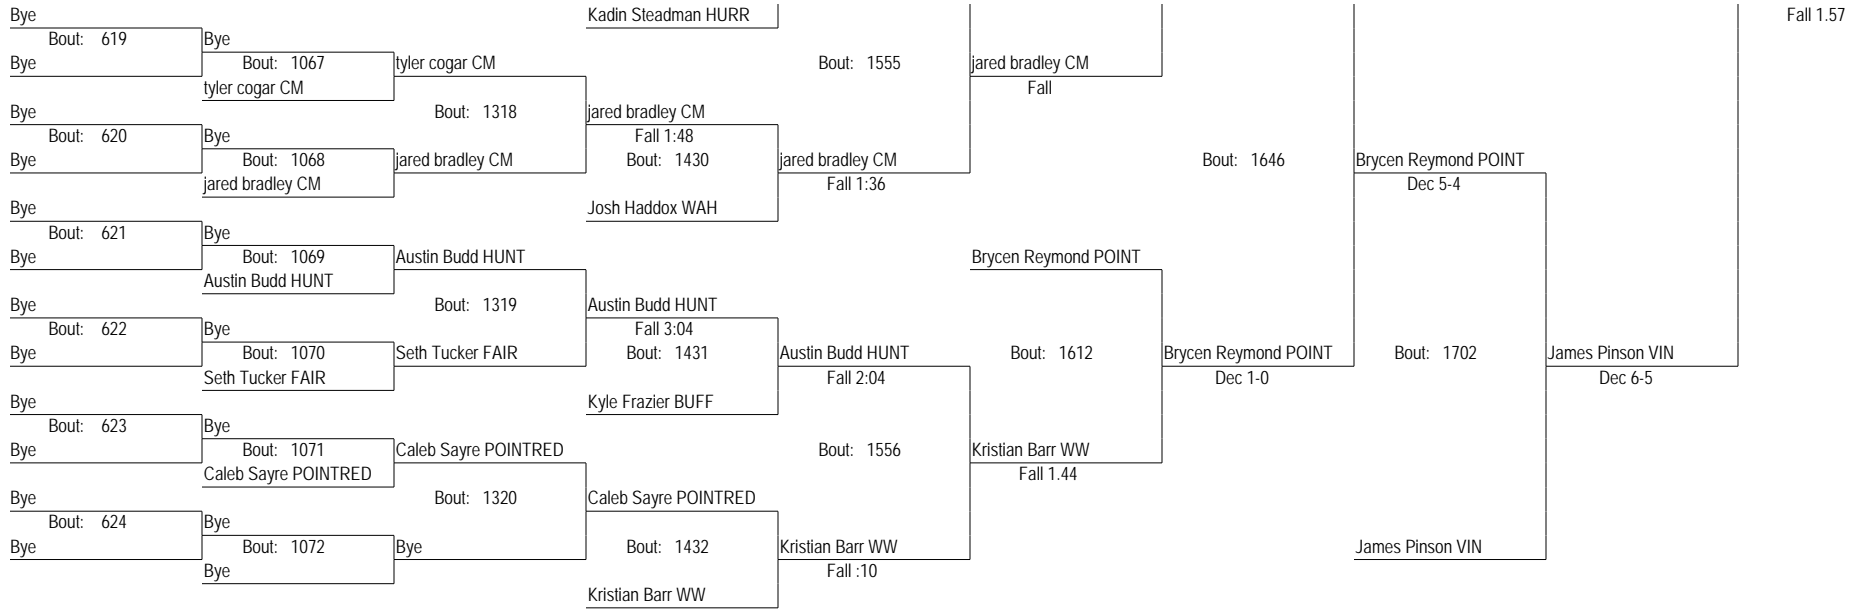 Bye
Kadin Steadman HURR
Fall 1.57
Bout: 619
Bye
Bye
Bout: 1067
tyler cogar CM
Bout: 1555
jared bradley CM
tyler cogar CM
Fall
Bye
Bout: 1318
jared bradley CM
Bout: 620
Bye
Fall 1:48
Bye
Bout: 1068
jared bradley CM
Bout: 1430
jared bradley CM
Bout: 1646
Brycen Reymond POINT
jared bradley CM
Fall 1:36
Dec 5-4
Bye
Josh Haddox WAH
Bout: 621
Bye
Bye
Bout: 1069
Austin Budd HUNT
Brycen Reymond POINT
Austin Budd HUNT
Bye
Bout: 1319
Austin Budd HUNT
Bout: 622
Bye
Fall 3:04
Bye
Bout: 1070
Seth Tucker FAIR
Bout: 1431
Austin Budd HUNT
Bout: 1612
Brycen Reymond POINT
Bout: 1702
James Pinson VIN
Seth Tucker FAIR
Fall 2:04
Dec 1-0
Dec 6-5
Bye
Kyle Frazier BUFF
Bout: 623
Bye
Bye
Bout: 1071
Caleb Sayre POINTRED
Bout: 1556
Kristian Barr WW
Caleb Sayre POINTRED
Fall 1.44
Bye
Bout: 1320
Caleb Sayre POINTRED
Bout: 624
Bye
Bye
Bout: 1072
Bye
Bout: 1432
Kristian Barr WW
James Pinson VIN
Bye
Fall :10
Kristian Barr WW